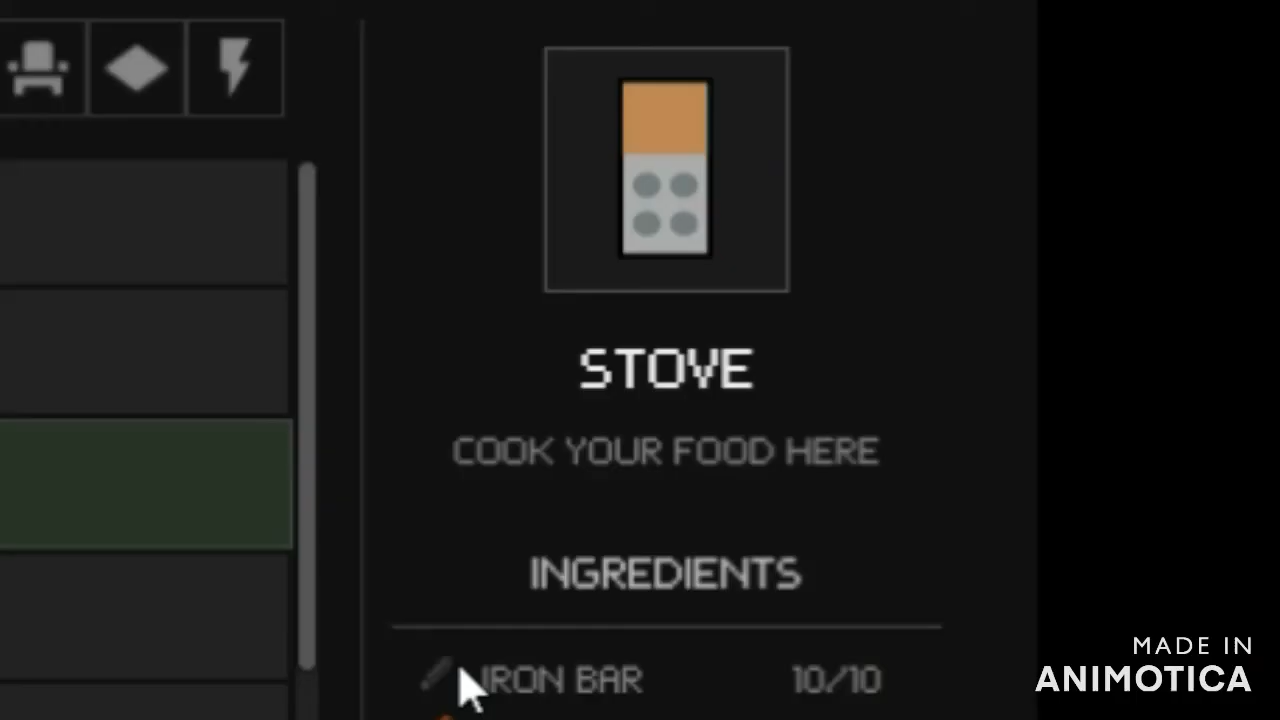 STOVE
COOK YOUR FOOD HERE
INGREDIENTS
IRON BAR 10/10
MADE IN
ANIMOTICA